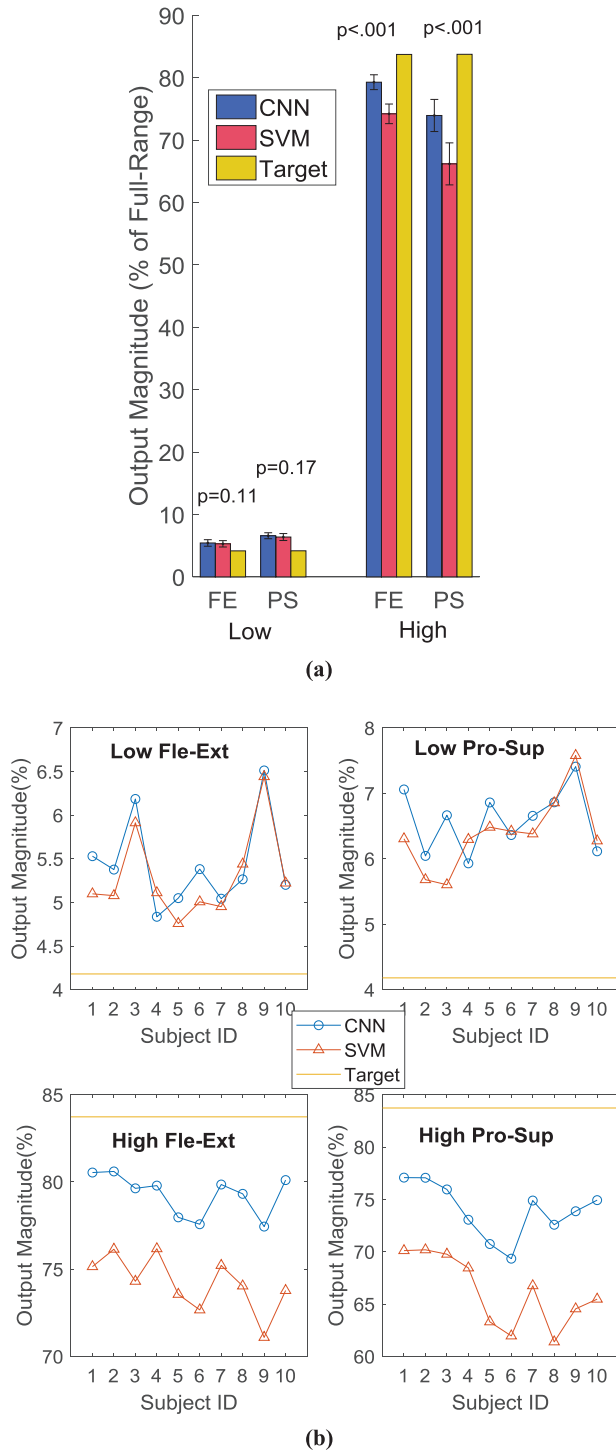 90
80
70
60
50
40
30
20
10
0
Output Magnitude (% of Full-Range)
p<.001
p<.001
CNN
SVM
Target
p=0.11
p=0.17
FE PS FE PS
Low High
(a)
Low Fle-Ext
7
6.5
6
5.5
5
4.5
4
Output Magnitude(%)
1 2 3 4 5 6 7 8 9 10
Subject ID
Low Pro-Sup
8
7
6
5
4
Output Magnitude(%)
1 2 3 4 5 6 7 8 9 10
Subject ID
CNN
SVM
Target
High Fle-Ext
85
80
75
70
Output Magnitude(%)
1 2 3 4 5 6 7 8 9 10
Subject ID
High Pro-Sup
85
80
75
70
65
60
Output Magnitude(%)
1 2 3 4 5 6 7 8 9 10
Subject ID
(b)